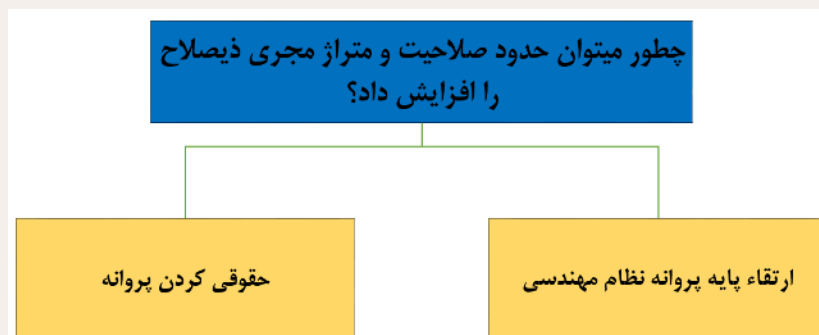 چطور میتوان حدود صلاحیت و متراژ مجری ذیصلاح
را افزایش داد؟
ارتقاء پایه پروانه نظام مهندسی
حقوقی کردن پروانه